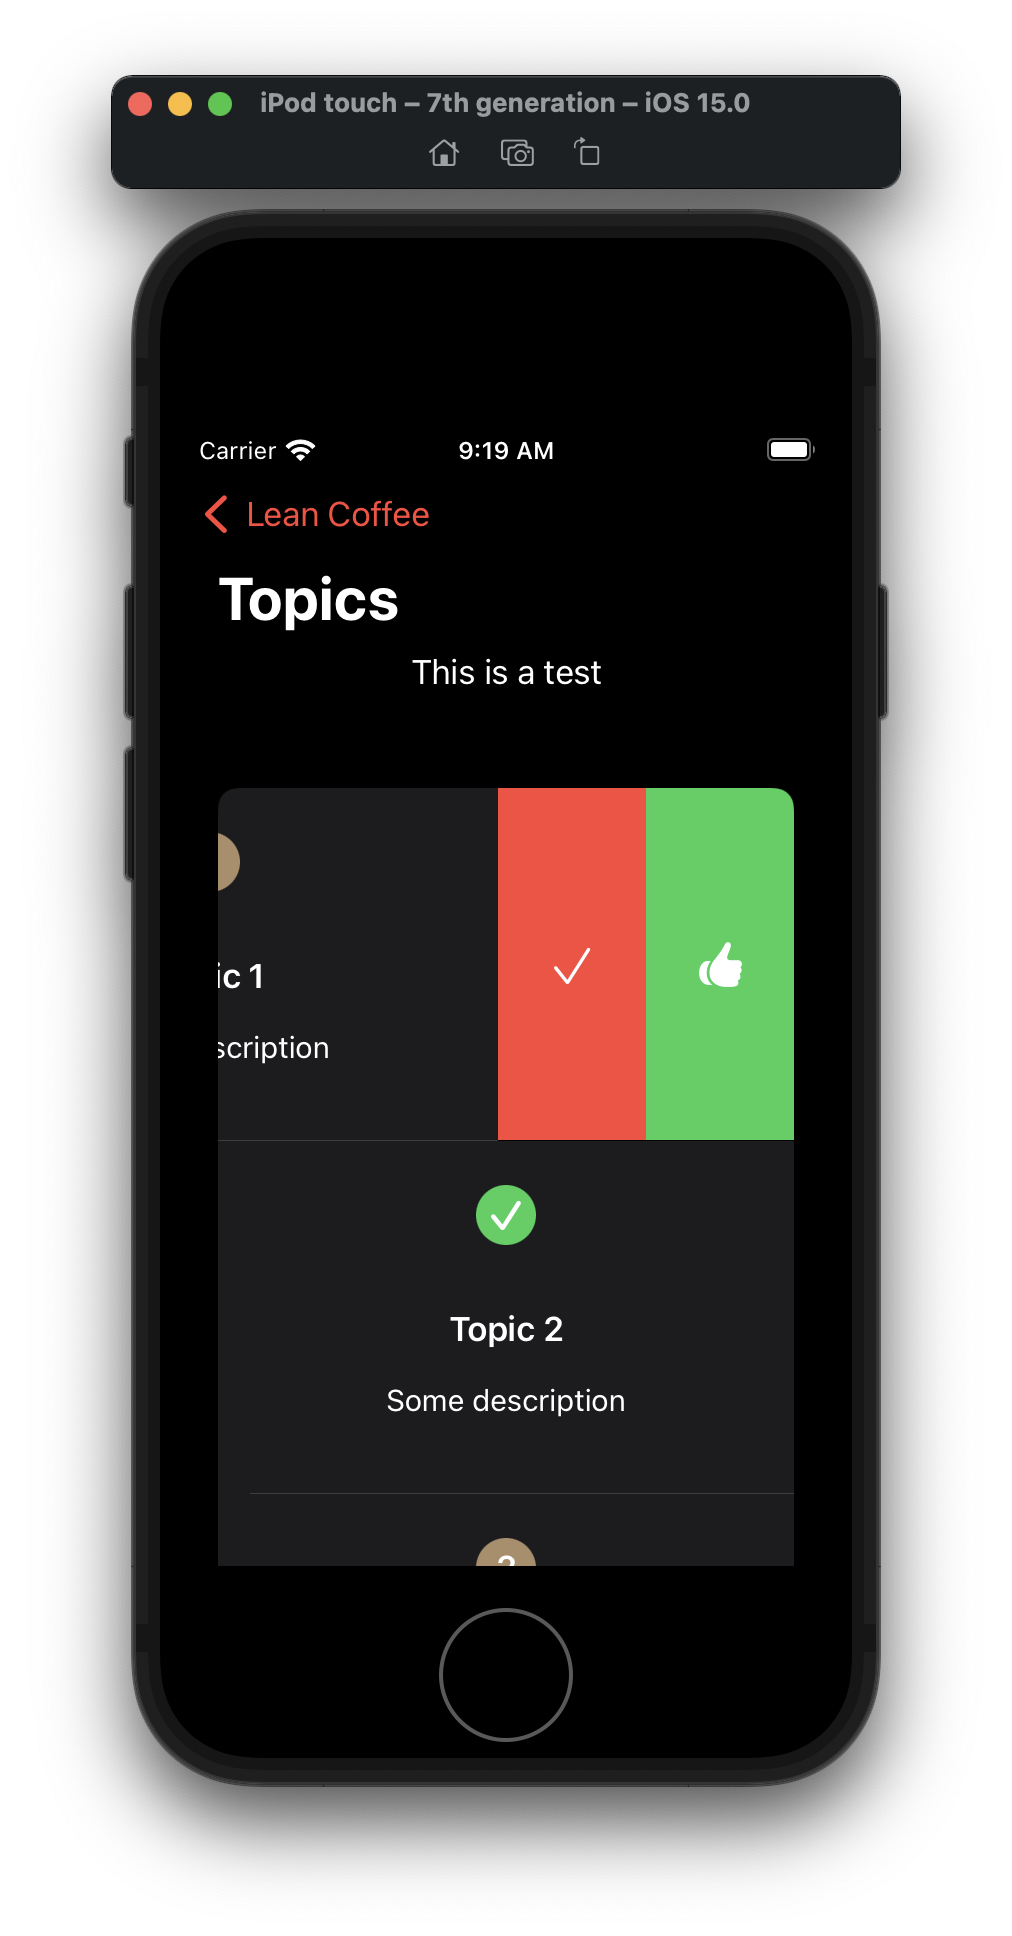 iPod touch – 7th generation – iOS 15.0
Carrier
9:19 AM
Lean Coffee
Topics
This is a test
ic 1
scription
Topic 2
Some description